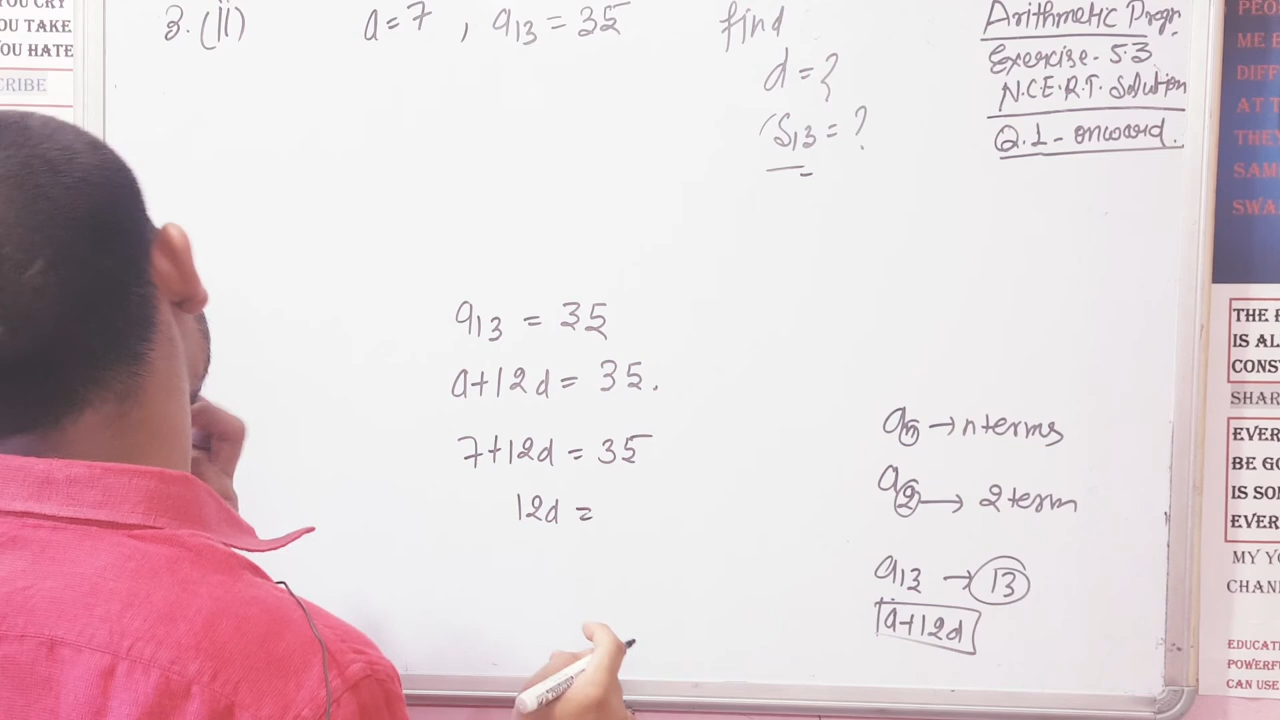 OU CRY
OU TAKE
OU HATE
CRIBE
3. (ii) a = 7 , a13 = 35 find
d = ?
S13 = ?
Arithmetic Progr.
Exercise - 5.3
N.C.E.R.T. Solution
Q.1 - onward.
a13 = 35
a+12d = 35.
7+12d = 35
12d =
an → n terms
a2 → 2 term
a13 → 13
a+12d
PEO
ME E
DIFF
AT T
THEY
SAM
SWA
THE
IS AL
CONS
SHAR
EVER
BE GO
IS SO
EVER
MY Y
CHAN
EDUCAT
POWERF
CAN USE